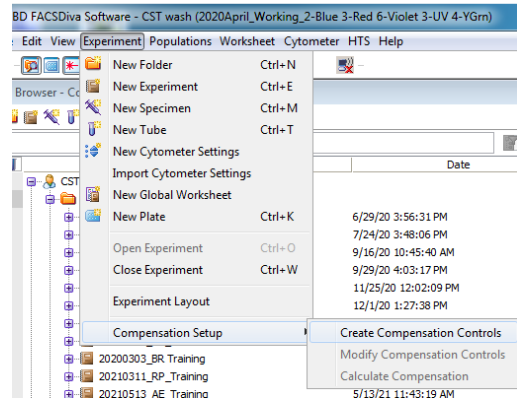 BD FACSDiva Software - CST wash (2020April_Working_2-Blue 3-Red 6-Violet 3-UV 4-YGrn)
Edit View Experiment Populations Worksheet Cytometer HTS Help
New Folder Ctrl+N
Browser - Co
New Experiment Ctrl+E
New Specimen Ctrl+M
New Tube Ctrl+T
New Cytometer Settings
Date
Import Cytometer Settings
CST
New Global Worksheet
New Plate Ctrl+K
6/29/20 3:56:31 PM
7/24/20 3:48:06 PM
Open Experiment Ctrl+O
9/16/20 10:45:40 AM
Close Experiment Ctrl+W
9/29/20 4:03:17 PM
11/25/20 12:02:09 PM
Experiment Layout
12/1/20 1:27:38 PM
Compensation Setup
Create Compensation Controls
20200303_BR Training
Modify Compensation Controls
20210311_RP_Training
Calculate Compensation
20210513_AE_Training
5/13/21 11:43:19 AM